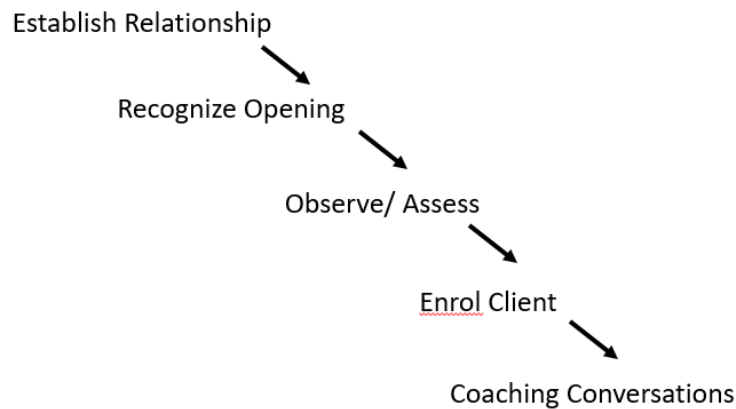 Establish Relationship
Recognize Opening
Observe/ Assess
Enrol Client
Coaching Conversations